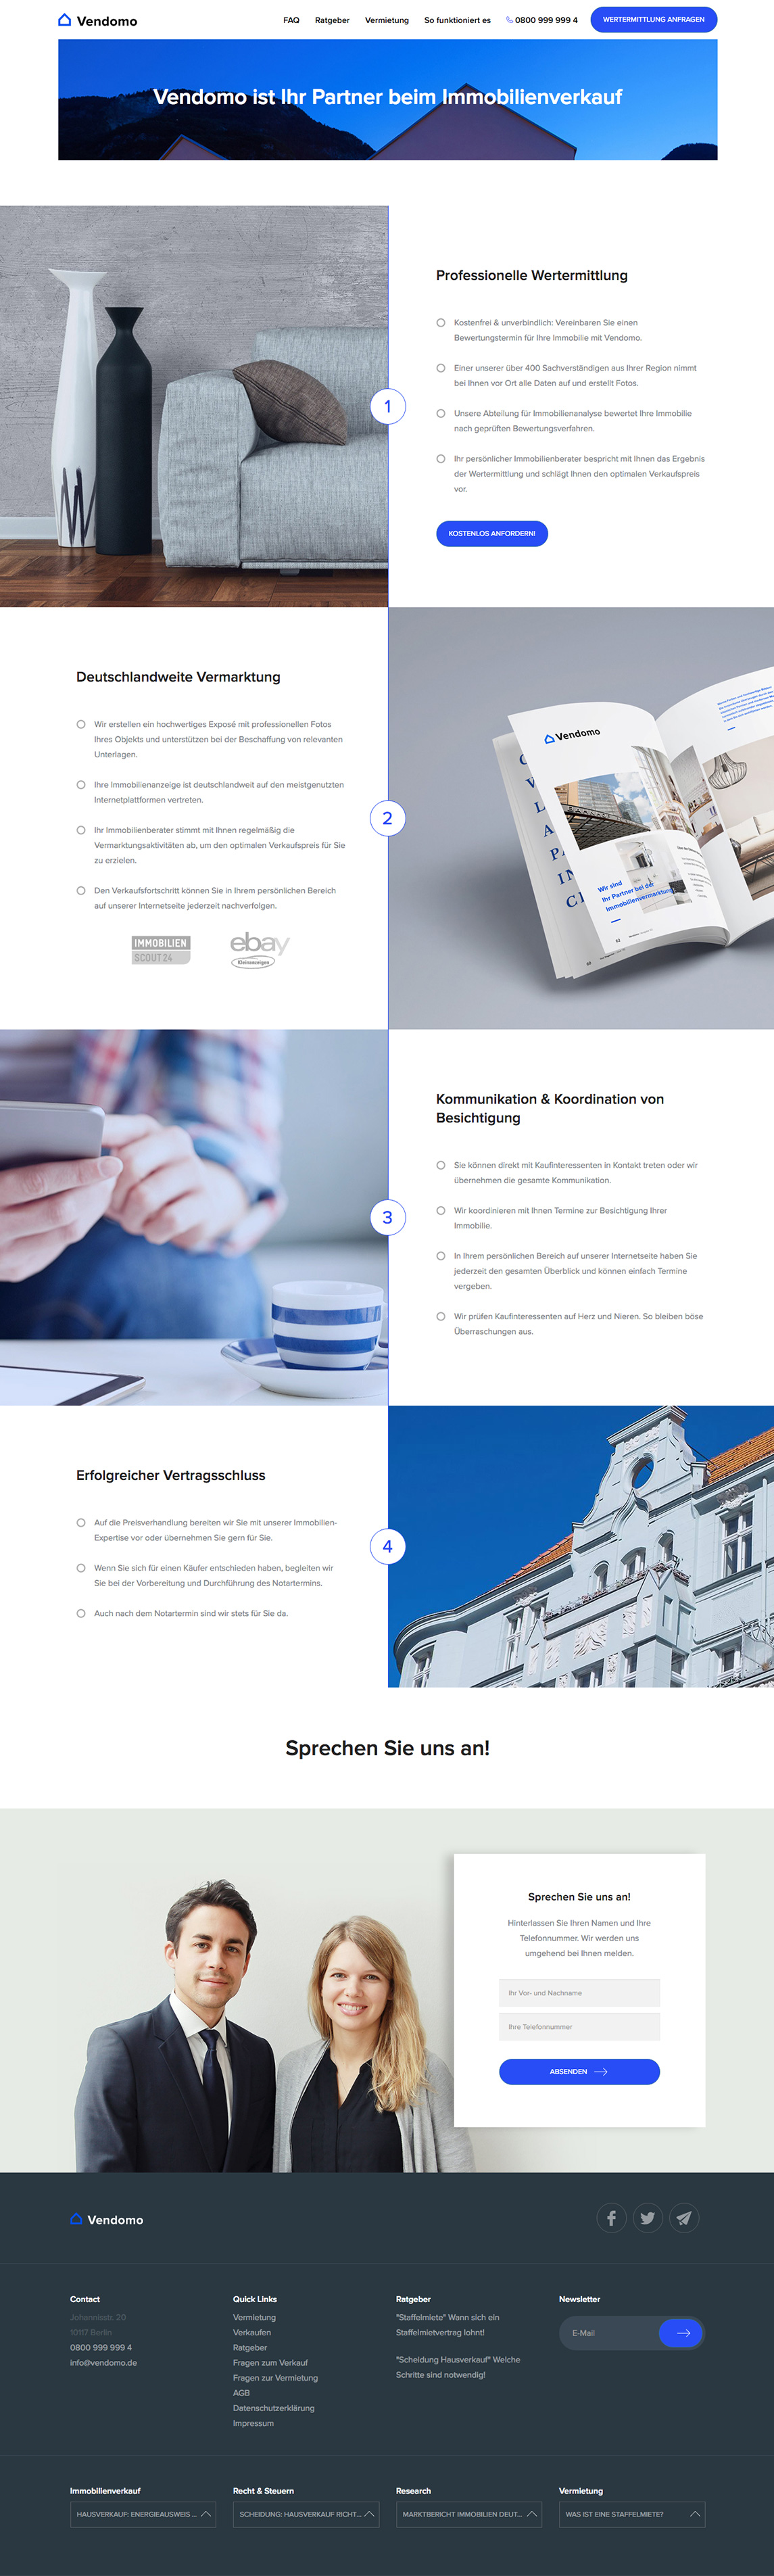 Vendomo
FAQ Ratgeber Vermietung So funktioniert es 0800 999 999 4 WERTERMITTLUNG ANFRAGEN
Vendomo ist Ihr Partner beim Immobilienverkauf
Professionelle Wertermittlung
Kostenfrei & unverbindlich: Vereinbaren Sie einen
Bewertungstermin für Ihre Immobilie mit Vendomo.
Einer unserer über 400 Sachverständigen aus Ihrer Region nimmt
bei Ihnen vor Ort alle Daten auf und erstellt Fotos.
Unsere Abteilung für Immobilienanalyse bewertet Ihre Immobilie
nach geprüften Bewertungsverfahren.
Ihr persönlicher Immobilienberater bespricht mit Ihnen das Ergebnis
der Wertermittlung und schlägt Ihnen den optimalen Verkaufspreis
vor.
KOSTENLOS ANFORDERN!
1
Deutschlandweite Vermarktung
Wir erstellen ein hochwertiges Exposé mit professionellen Fotos
Ihres Objekts und unterstützen bei der Beschaffung von relevanten
Unterlagen.
Ihre Immobilienanzeige ist deutschlandweit auf den meistgenutzten
Internetplattformen vertreten.
Ihr Immobilienberater stimmt mit Ihnen regelmäßig die
Vermarktungsaktivitäten ab, um den optimalen Verkaufspreis für Sie
zu erzielen.
Den Verkaufsfortschritt können Sie in Ihrem persönlichen Bereich
auf unserer Internetseite jederzeit nachverfolgen.
IMMOBILIEN
SCOUT24
ebay
Kleinanzeigen
2
Vendomo
Wir sind
Ihr Partner bei der
Immobilienvermarktung
Kommunikation & Koordination von
Besichtigung
Sie können direkt mit Kaufinteressenten in Kontakt treten oder wir
übernehmen die gesamte Kommunikation.
Wir koordinieren mit Ihnen Termine zur Besichtigung Ihrer
Immobilie.
In Ihrem persönlichen Bereich auf unserer Internetseite haben Sie
jederzeit den gesamten Überblick und können einfach Termine
vergeben.
Wir prüfen Kaufinteressenten auf Herz und Nieren. So bleiben böse
Überraschungen aus.
3
Erfolgreicher Vertragsschluss
Auf die Preisverhandlung bereiten wir Sie mit unserer Immobilien-
Expertise vor oder übernehmen Sie gern für Sie.
Wenn Sie sich für einen Käufer entschieden haben, begleiten wir
Sie bei der Vorbereitung und Durchführung des Notartermins.
Auch nach dem Notartermin sind wir stets für Sie da.
4
Sprechen Sie uns an!
Sprechen Sie uns an!
Hinterlassen Sie Ihren Namen und Ihre
Telefonnummer. Wir werden uns
umgehend bei Ihnen melden.
Ihr Vor- und Nachname
Ihre Telefonnummer
ABSENDEN
Vendomo
Contact
Johannisstr. 20
10117 Berlin
0800 999 999 4
info@vendomo.de
Quick Links
Vermietung
Verkaufen
Ratgeber
Fragen zum Verkauf
Fragen zur Vermietung
AGB
Datenschutzerklärung
Impressum
Ratgeber
"Staffelmiete" Wann sich ein
Staffelmietvertrag lohnt!
"Scheidung Hausverkauf" Welche
Schritte sind notwendig!
Newsletter
E-Mail
Immobilienverkauf
HAUSVERKAUF: ENERGIEAUSWEIS ...
Recht & Steuern
SCHEIDUNG: HAUSVERKAUF RICHT...
Research
MARKTBERICHT IMMOBILIEN DEUT...
Vermietung
WAS IST EINE STAFFELMIETE?